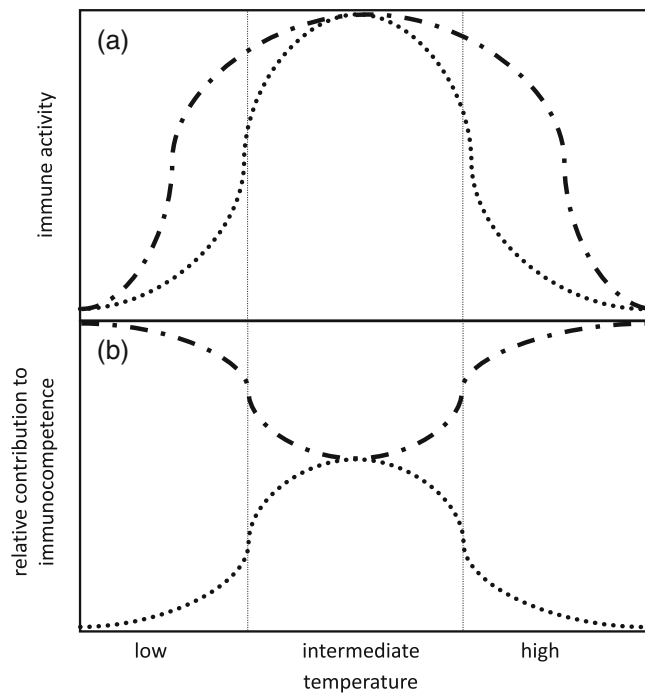 (a)
immune activity
(b)
relative contribution to
immunocompetence
low intermediate high
temperature